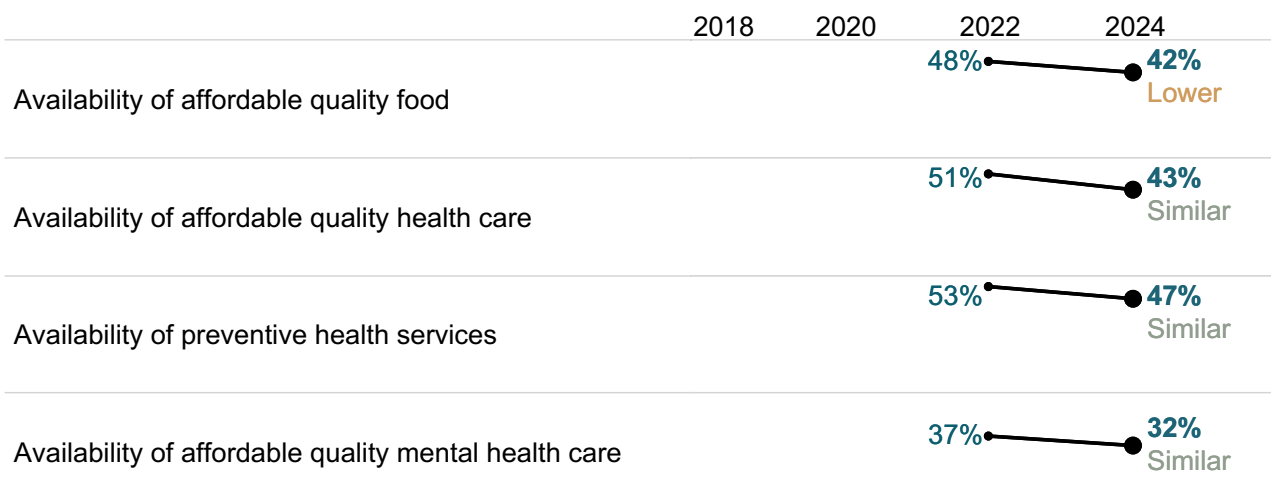 2018 2020 2022 2024
48% 42%
Lower
Availability of affordable quality food
51% 43%
Similar
Availability of affordable quality health care
53% 47%
Similar
Availability of preventive health services
37% 32%
Availability of affordable quality mental health care
Similar